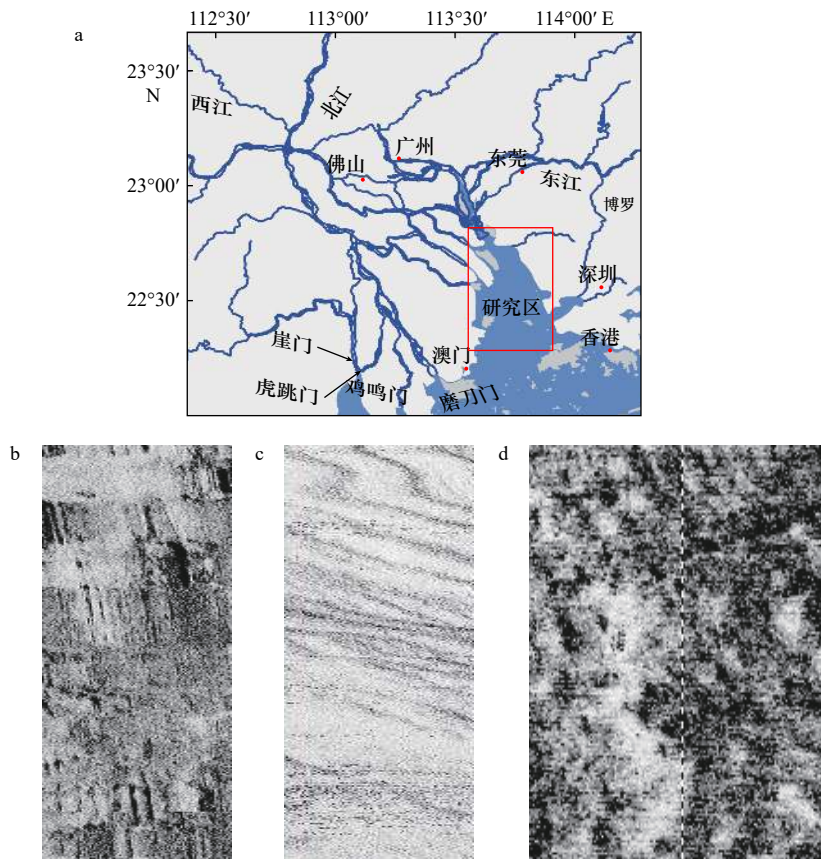 112°30′ 113°00′ 113°30′ 114°00′ E
a
23°30′
N
西江
北江
广州
佛山
东莞
23°00′
东江
博罗
深圳
22°30′
研究区
崖门
澳门
香港
虎跳门
鸡鸣门
磨刀门
b
c
d